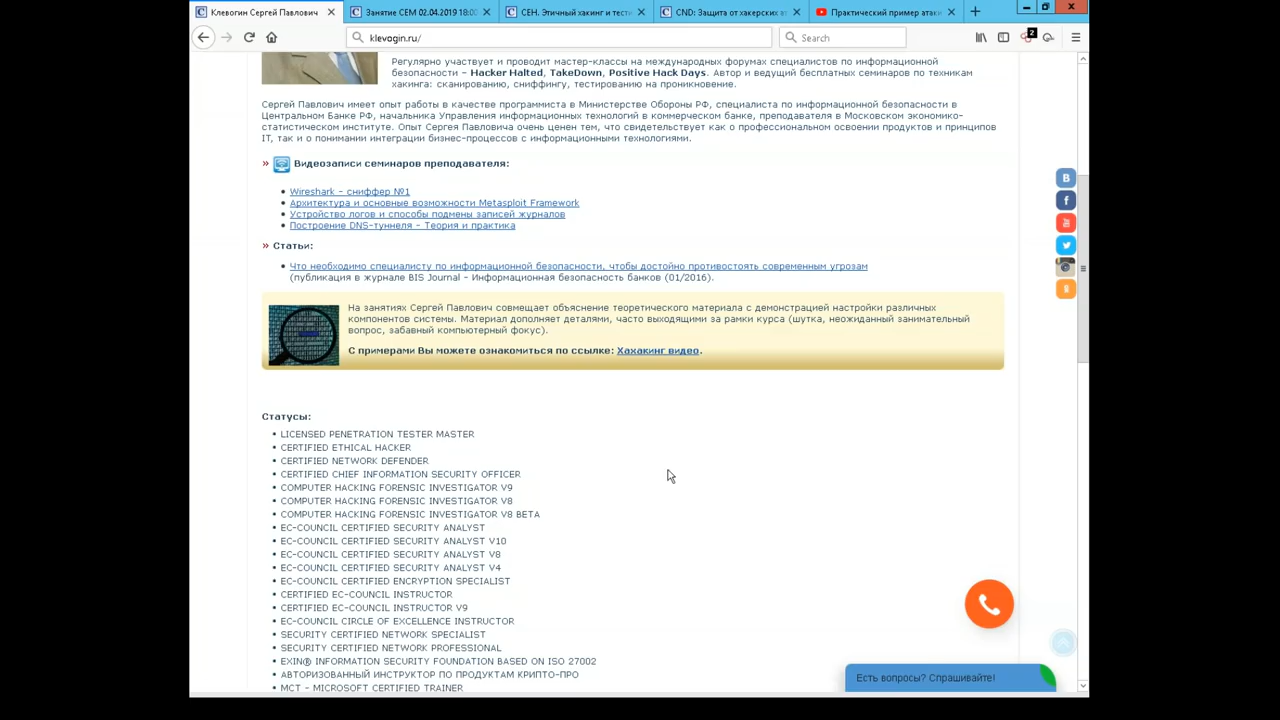 Клевогин Сергей Павлович
Занятие CEM 02.04.2019 18:00
CEH. Этичный хакинг и тести
CND: Защита от хакерских ат
Практический пример атаки
klevogin.ru/
Search
2
Регулярно участвует и проводит мастер-классы на международных форумах специалистов по информационной
безопасности – Hacker Halted, TakeDown, Positive Hack Days. Автор и ведущий бесплатных семинаров по техникам
хакинга: сканированию, сниффингу, тестированию на проникновение.
Сергей Павлович имеет опыт работы в качестве программиста в Министерстве Обороны РФ, специалиста по информационной безопасности в
Центральном Банке РФ, начальника Управления информационных технологий в коммерческом банке, преподавателя в Московском экономико-
статистическом институте. Опыт Сергея Павловича очень ценен тем, что свидетельствует как о профессиональном освоении продуктов и принципов
IT, так и о понимании интеграции бизнес-процессов с информационными технологиями.
» Видеозаписи семинаров преподавателя:
• Wireshark – сниффер №1
• Архитектура и основные возможности Metasploit Framework
• Устройство логов и способы подмены записей журналов
• Построение DNS-туннеля - Теория и практика
» Статьи:
• Что необходимо специалисту по информационной безопасности, чтобы достойно противостоять современным угрозам
(публикация в журнале BIS Journal - Информационная безопасность банков (01/2016).
На занятиях Сергей Павлович совмещает объяснение теоретического материала с демонстрацией настройки различных
компонентов системы. Материал дополняет деталями, часто выходящими за рамки курса (шутка, неожиданный занимательный
вопрос, забавный компьютерный фокус).
С примерами Вы можете ознакомиться по ссылке: Хахакинг видео.
Статусы:
• LICENSED PENETRATION TESTER MASTER
• CERTIFIED ETHICAL HACKER
• CERTIFIED NETWORK DEFENDER
• CERTIFIED CHIEF INFORMATION SECURITY OFFICER
• COMPUTER HACKING FORENSIC INVESTIGATOR V9
• COMPUTER HACKING FORENSIC INVESTIGATOR V8
• COMPUTER HACKING FORENSIC INVESTIGATOR V8 BETA
• EC-COUNCIL CERTIFIED SECURITY ANALYST
• EC-COUNCIL CERTIFIED SECURITY ANALYST V10
• EC-COUNCIL CERTIFIED SECURITY ANALYST V8
• EC-COUNCIL CERTIFIED SECURITY ANALYST V4
• EC-COUNCIL CERTIFIED ENCRYPTION SPECIALIST
• CERTIFIED EC-COUNCIL INSTRUCTOR
• CERTIFIED EC-COUNCIL INSTRUCTOR V9
• EC-COUNCIL CIRCLE OF EXCELLENCE INSTRUCTOR
• SECURITY CERTIFIED NETWORK SPECIALIST
• SECURITY CERTIFIED NETWORK PROFESSIONAL
• EXIN® INFORMATION SECURITY FOUNDATION BASED ON ISO 27002
• АВТОРИЗОВАННЫЙ ИНСТРУКТОР ПО ПРОДУКТАМ КРИПТО-ПРО
• MCT – MICROSOFT CERTIFIED TRAINER
Есть вопросы? Спрашивайте!